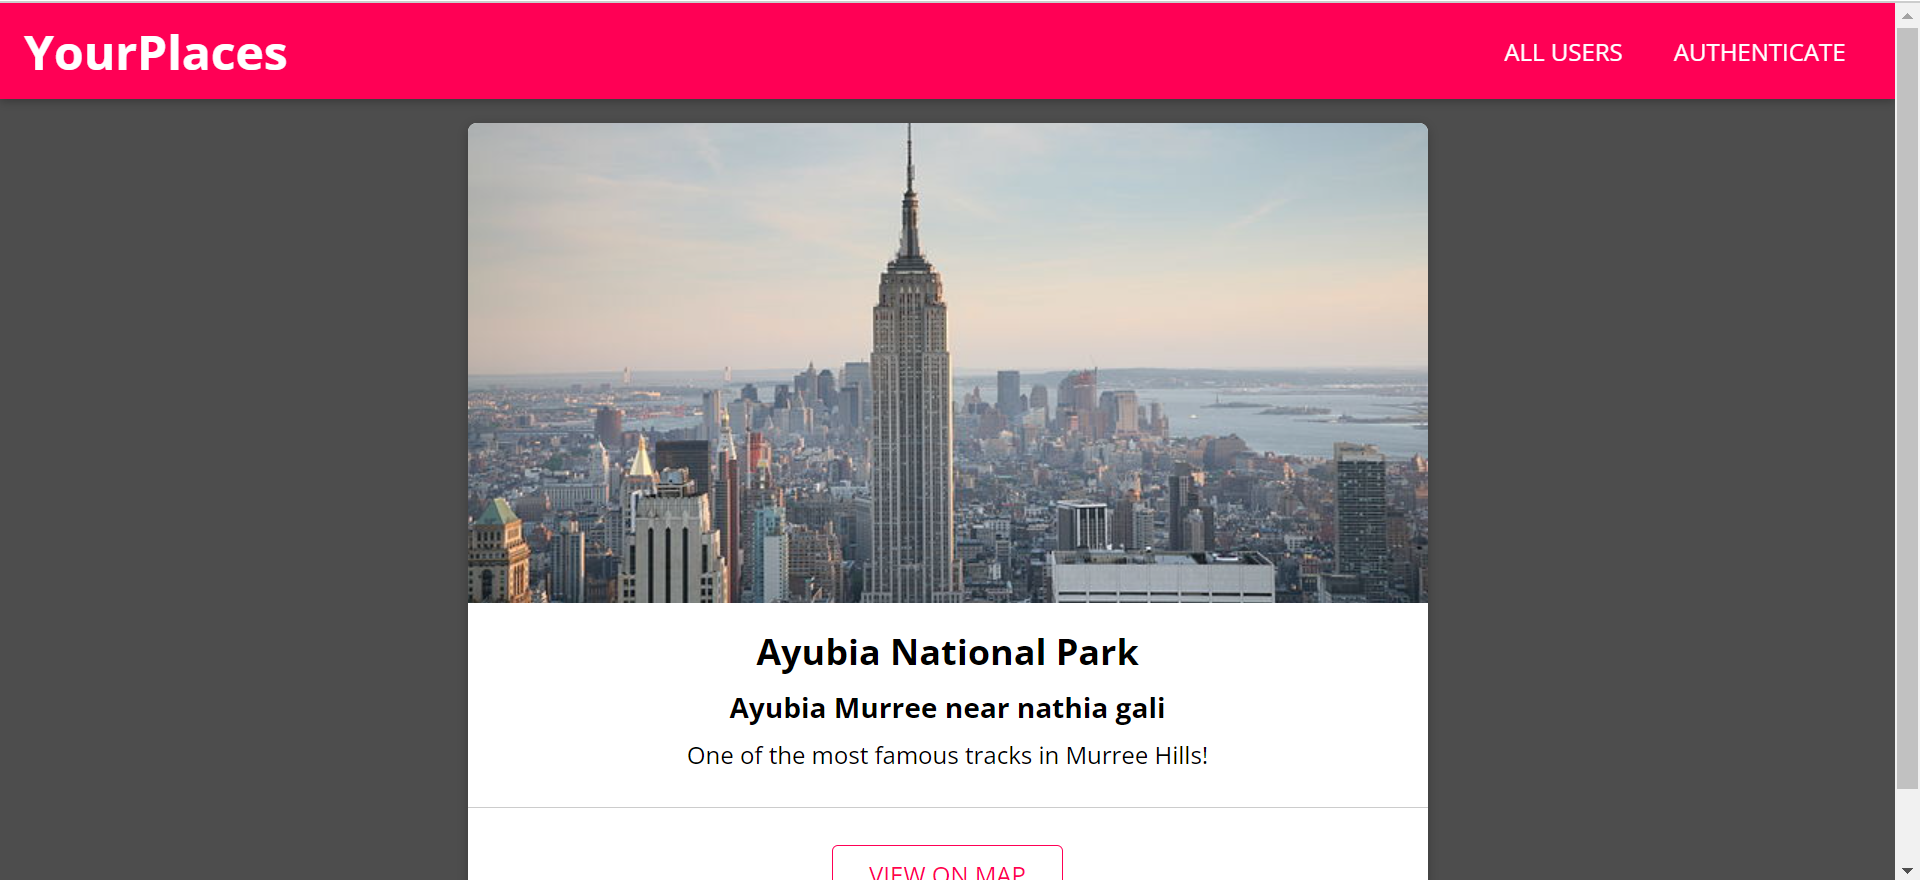 YourPlaces
ALL USERS
AUTHENTICATE
Ayubia National Park
Ayubia Murree near nathia gali
One of the most famous tracks in Murree Hills!
VIEW ON MAP